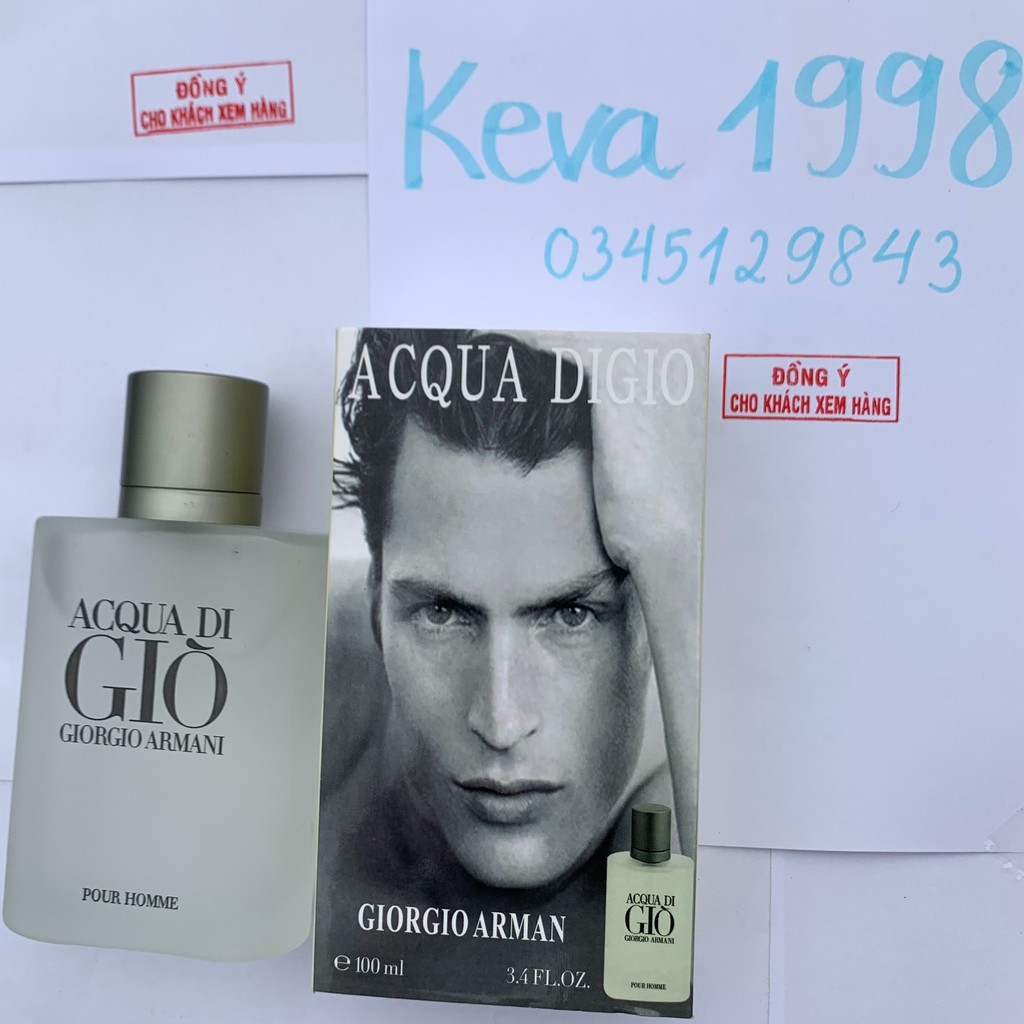 ĐỒNG Ý
CHO KHÁCH XEM HÀNG
Keva 1998
0345129843
ĐỒNG Ý
CHO KHÁCH XEM HÀNG
ACQUA DI
GIÒ
GIORGIO ARMANI
POUR HOMME
ACQUA DIGIO
GIORGIO ARMAN
e 100 ml
3.4 FL.OZ.
ACQUA DI
GIÒ
GIORGIO ARMANI
POUR HOMME